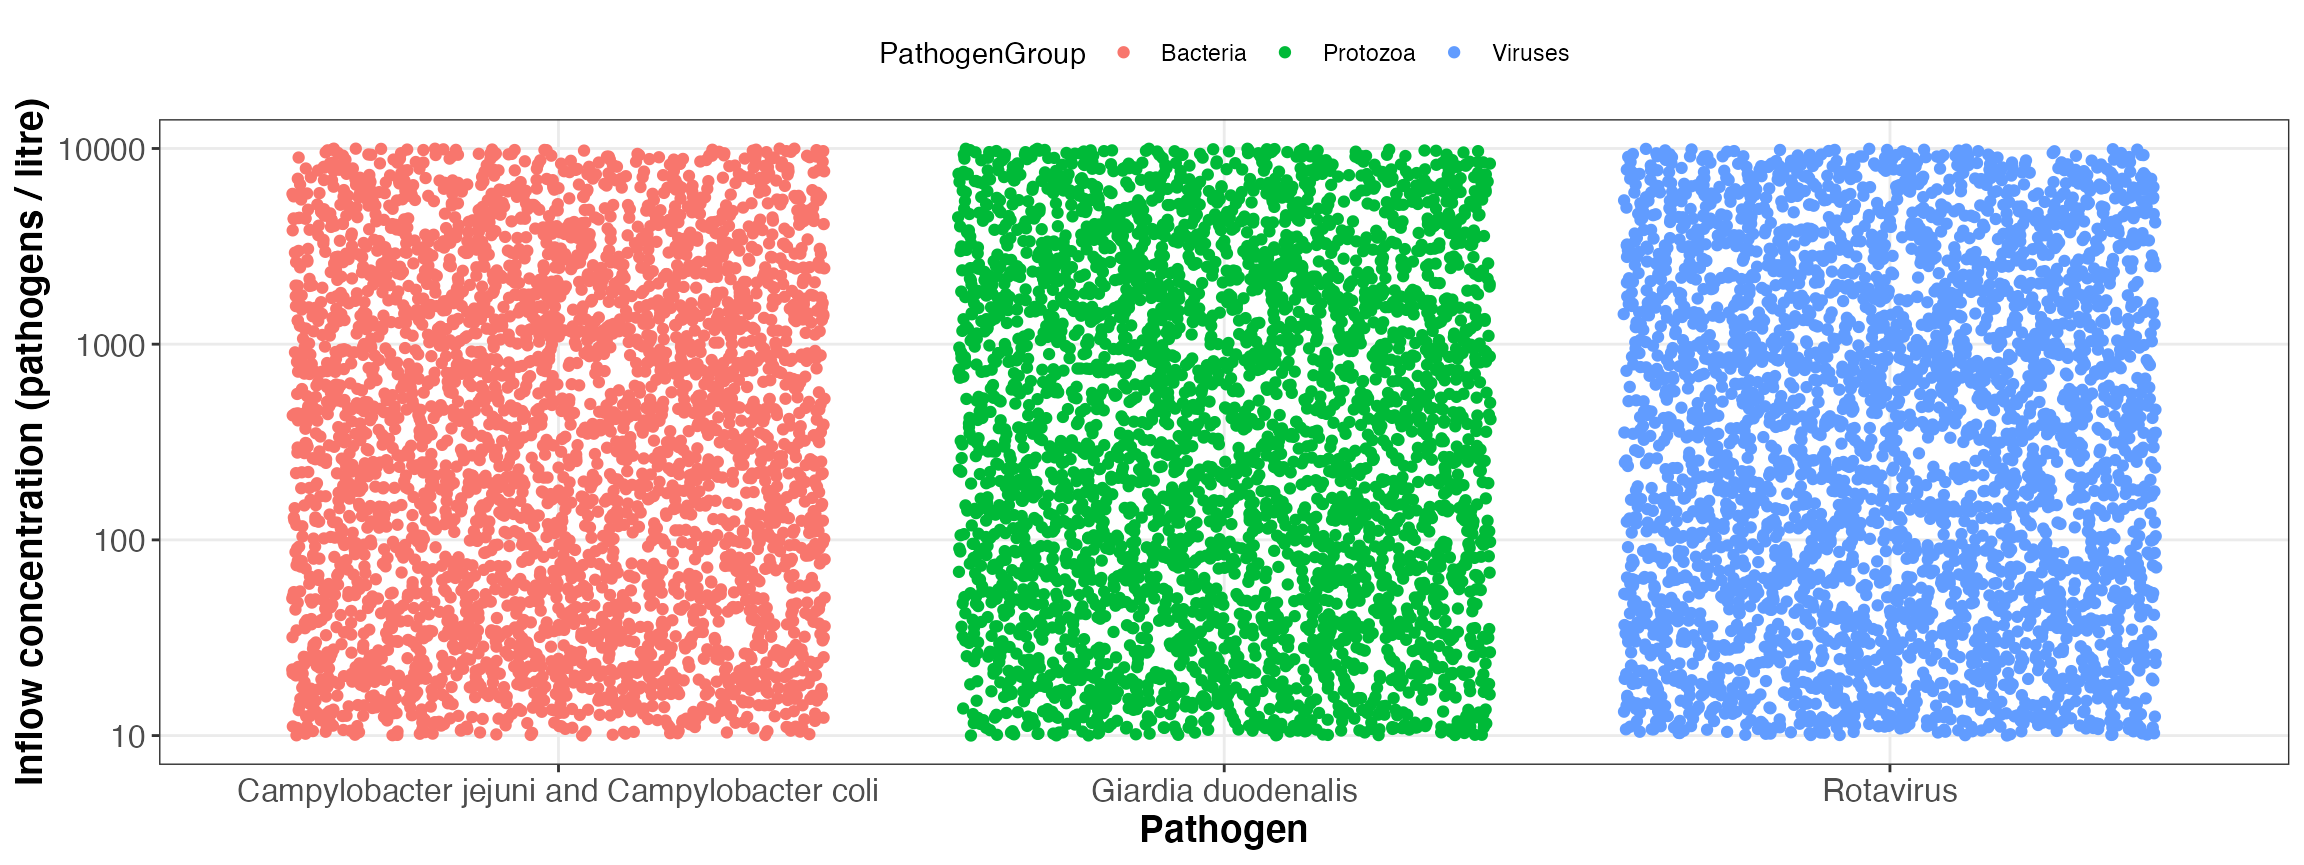 PathogenGroup Bacteria Protozoa Viruses
Inflow concentration (pathogens / litre)
10000
1000
100
10
Campylobacter jejuni and Campylobacter coli Giardia duodenalis Rotavirus
Pathogen